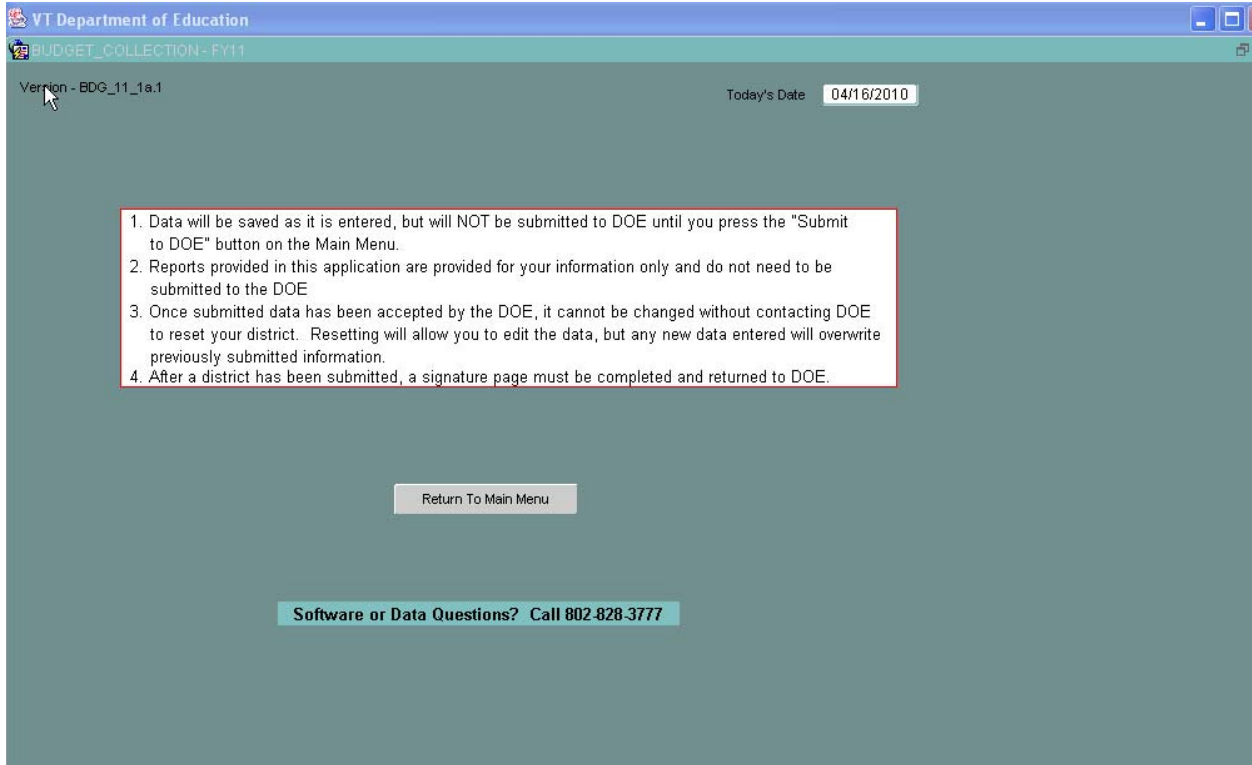 VT Department of Education
BUDGET_COLLECTION - FY11
Version - BDG_11_1a.1
Today's Date 04/16/2010
1. Data will be saved as it is entered, but will NOT be submitted to DOE until you press the "Submit
to DOE" button on the Main Menu.
2. Reports provided in this application are provided for your information only and do not need to be
submitted to the DOE
3. Once submitted data has been accepted by the DOE, it cannot be changed without contacting DOE
to reset your district. Resetting will allow you to edit the data, but any new data entered will overwrite
previously submitted information.
4. After a district has been submitted, a signature page must be completed and returned to DOE.
Return To Main Menu
Software or Data Questions? Call 802-828-3777